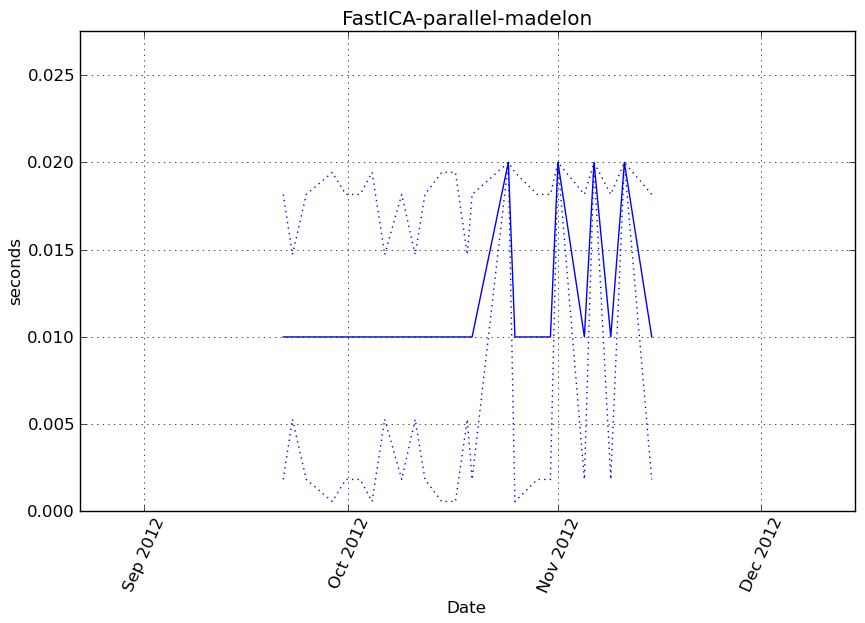 FastICA-parallel-madelon
0.025
0.020
0.015
0.010
0.005
0.000
seconds
Sep 2012
Oct 2012
Nov 2012
Dec 2012
Date